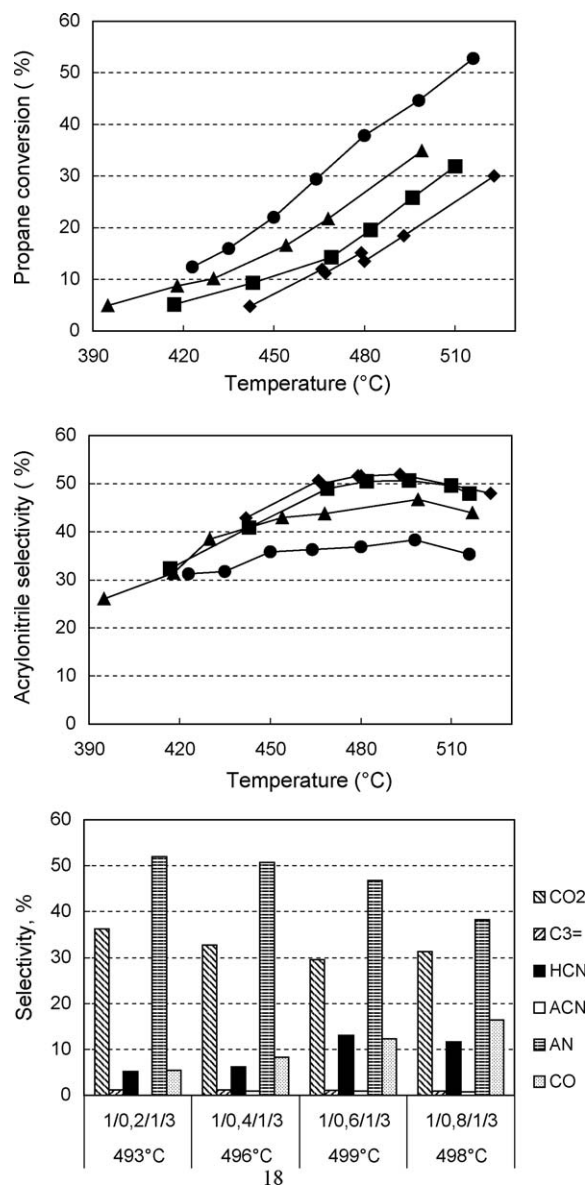 Propane conversion ( %)
60
50
40
30
20
10
0
390 420 450 480 510
Temperature (°C)
Acrylonitrile selectivity ( %)
60
50
40
30
20
10
0
390 420 450 480 510
Temperature (°C)
Selectivity, %
60
50
40
30
20
10
0
CO2
C3=
HCN
ACN
AN
CO
1/0,2/1/3 1/0,4/1/3 1/0,6/1/3 1/0,8/1/3
493°C 496°C 499°C 498°C
18